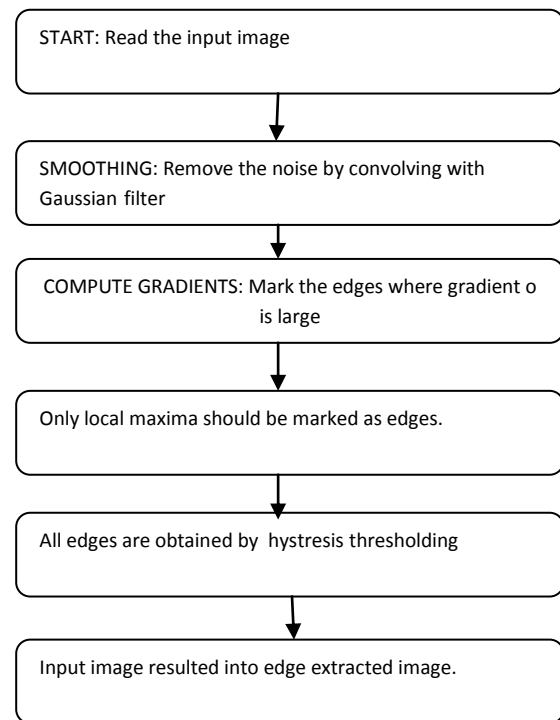 START: Read the input image
SMOOTHING: Remove the noise by convolving with
Gaussian filter
COMPUTE GRADIENTS: Mark the edges where gradient o
is large
Only local maxima should be marked as edges.
All edges are obtained by hystresis thresholding
Input image resulted into edge extracted image.